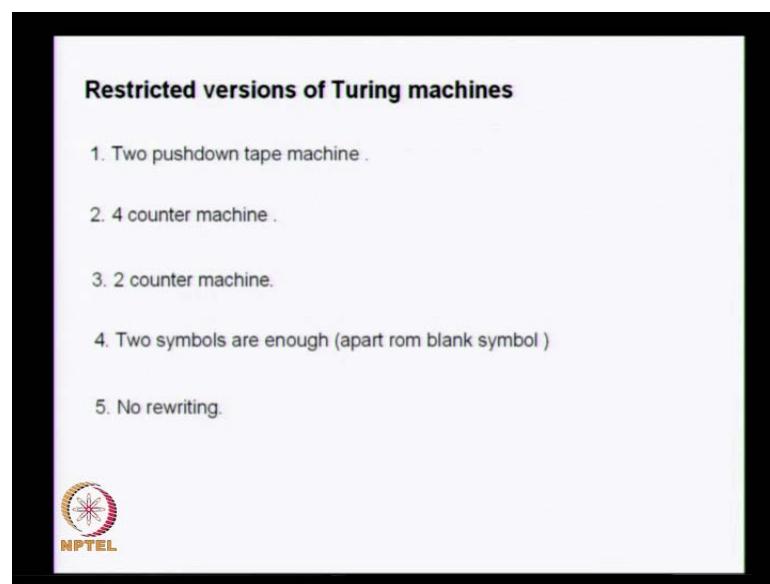 Restricted versions of Turing machines
1. Two pushdown tape machine .
2. 4 counter machine .
3. 2 counter machine.
4. Two symbols are enough (apart rom blank symbol )
5. No rewriting.
NPTEL